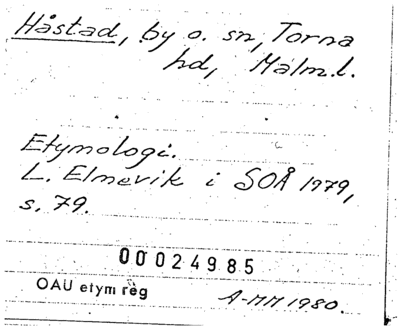 Håstad, by o. sn, Torna
hd, Malm.l.
Etymologi.
L. Elmevik i SOÅ 1979,
s. 79.
00024985
OAU etym reg
A-MM 1980.